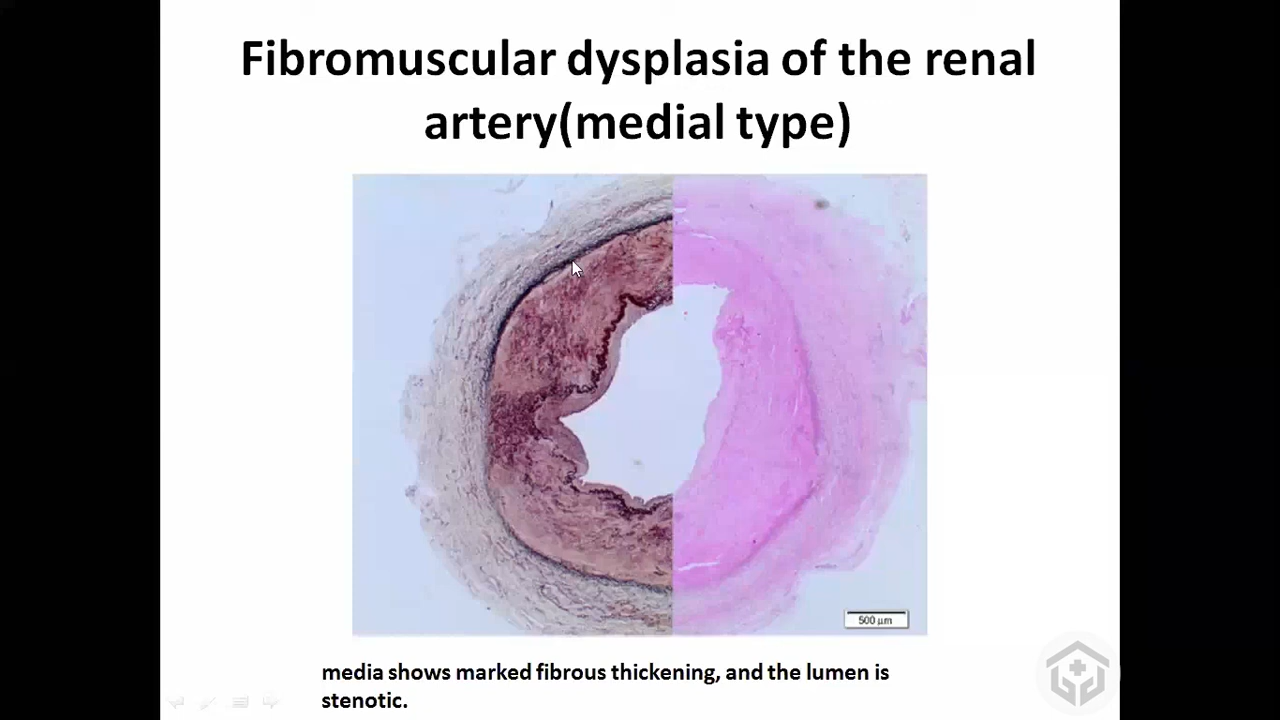 Fibromuscular dysplasia of the renal
artery(medial type)
500 µm
media shows marked fibrous thickening, and the lumen is
stenotic.